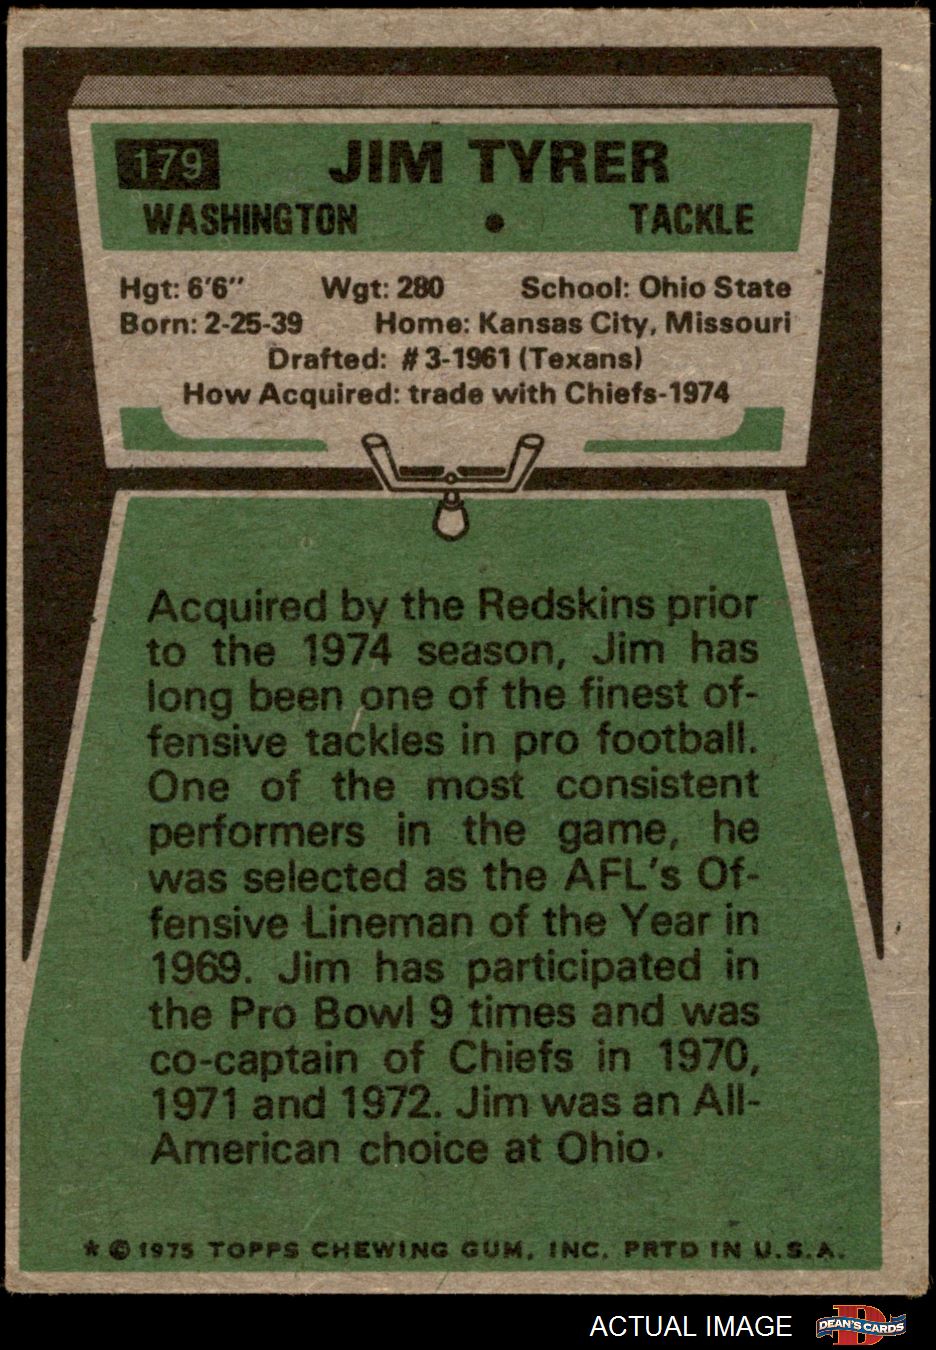 179 JIM TYRER
WASHINGTON • TACKLE
Hgt: 6'6" Wgt: 280 School: Ohio State
Born: 2-25-39 Home: Kansas City, Missouri
Drafted: #3-1961 (Texans)
How Acquired: trade with Chiefs-1974
Acquired by the Redskins prior
to the 1974 season, Jim has
long been one of the finest of-
fensive tackles in pro football.
One of the most consistent
performers in the game, he
was selected as the AFL's Of-
fensive Lineman of the Year in
1969. Jim has participated in
the Pro Bowl 9 times and was
co-captain of Chiefs in 1970,
1971 and 1972. Jim was an All-
American choice at Ohio.
* © 1975 TOPPS CHEWING GUM, INC. PRTD IN U.S.A.
ACTUAL IMAGE DEAN'S CARDS